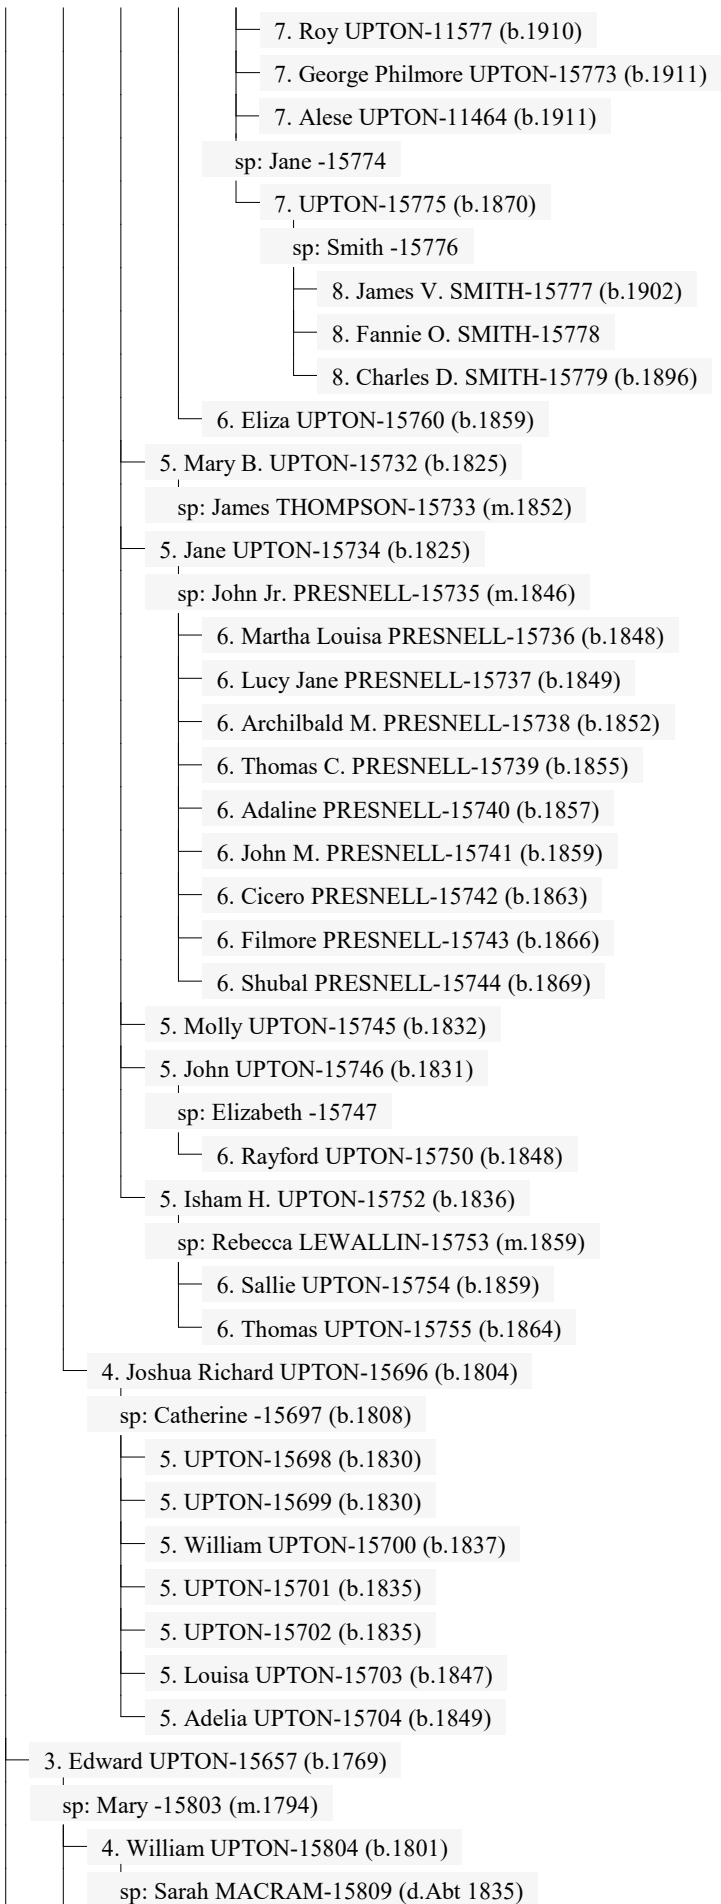 7. Roy UPTON-11577 (b.1910)
7. George Philmore UPTON-15773 (b.1911)
7. Alese UPTON-11464 (b.1911)
sp: Jane -15774
7. UPTON-15775 (b.1870)
sp: Smith -15776
8. James V. SMITH-15777 (b.1902)
8. Fannie O. SMITH-15778
8. Charles D. SMITH-15779 (b.1896)
6. Eliza UPTON-15760 (b.1859)
5. Mary B. UPTON-15732 (b.1825)
sp: James THOMPSON-15733 (m.1852)
5. Jane UPTON-15734 (b.1825)
sp: John Jr. PRESNELL-15735 (m.1846)
6. Martha Louisa PRESNELL-15736 (b.1848)
6. Lucy Jane PRESNELL-15737 (b.1849)
6. Archilbald M. PRESNELL-15738 (b.1852)
6. Thomas C. PRESNELL-15739 (b.1855)
6. Adaline PRESNELL-15740 (b.1857)
6. John M. PRESNELL-15741 (b.1859)
6. Cicero PRESNELL-15742 (b.1863)
6. Filmore PRESNELL-15743 (b.1866)
6. Shubal PRESNELL-15744 (b.1869)
5. Molly UPTON-15745 (b.1832)
5. John UPTON-15746 (b.1831)
sp: Elizabeth -15747
6. Rayford UPTON-15750 (b.1848)
5. Isham H. UPTON-15752 (b.1836)
sp: Rebecca LEWALLIN-15753 (m.1859)
6. Sallie UPTON-15754 (b.1859)
6. Thomas UPTON-15755 (b.1864)
4. Joshua Richard UPTON-15696 (b.1804)
sp: Catherine -15697 (b.1808)
5. UPTON-15698 (b.1830)
5. UPTON-15699 (b.1830)
5. William UPTON-15700 (b.1837)
5. UPTON-15701 (b.1835)
5. UPTON-15702 (b.1835)
5. Louisa UPTON-15703 (b.1847)
5. Adelia UPTON-15704 (b.1849)
3. Edward UPTON-15657 (b.1769)
sp: Mary -15803 (m.1794)
4. William UPTON-15804 (b.1801)
sp: Sarah MACRAM-15809 (d.Abt 1835)